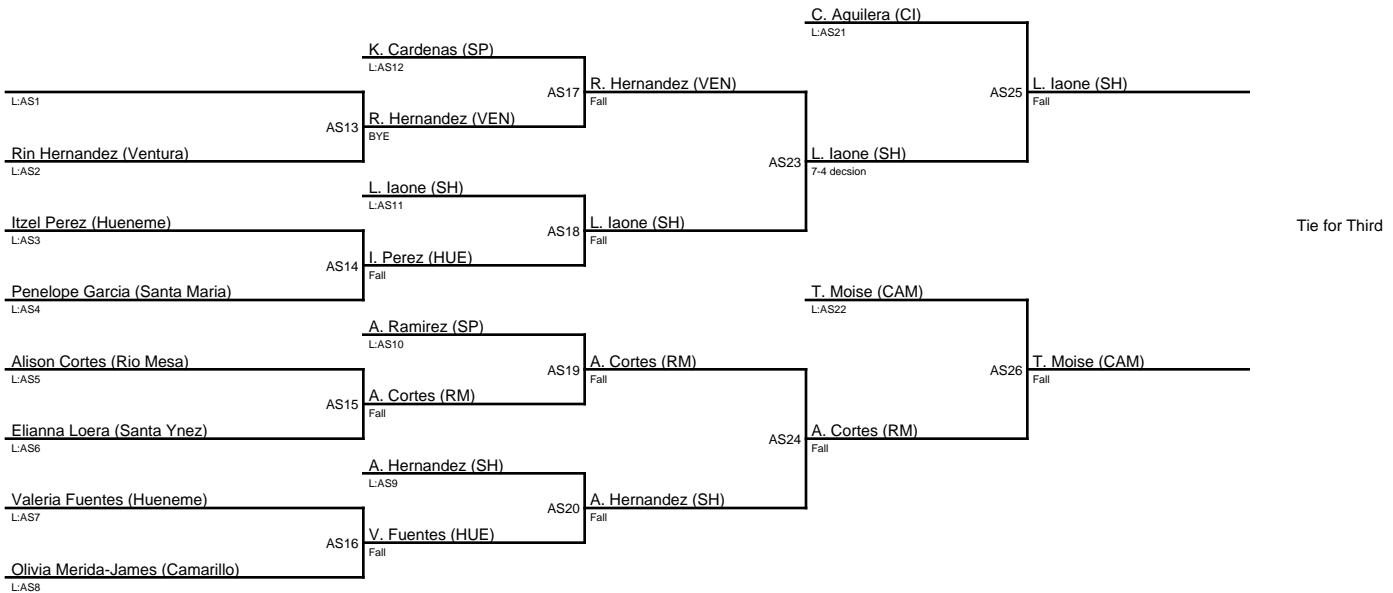 C. Aguilera (CI)
L:AS21
K. Cardenas (SP)
L:AS12
AS17
R. Hernandez (VEN)
Fall
AS25
L. Iaone (SH)
Fall
L:AS1
AS13
R. Hernandez (VEN)
BYE
Rin Hernandez (Ventura)
L:AS2
AS23
L. Iaone (SH)
7-4 decsion
L. Iaone (SH)
L:AS11
Itzel Perez (Hueneme)
L:AS3
AS18
L. Iaone (SH)
Fall
Tie for Third
AS14
I. Perez (HUE)
Fall
Penelope Garcia (Santa Maria)
L:AS4
T. Moise (CAM)
L:AS22
A. Ramirez (SP)
L:AS10
Alison Cortes (Rio Mesa)
L:AS5
AS19
A. Cortes (RM)
Fall
AS26
T. Moise (CAM)
Fall
AS15
A. Cortes (RM)
Fall
Elianna Loera (Santa Ynez)
L:AS6
AS24
A. Cortes (RM)
Fall
A. Hernandez (SH)
L:AS9
Valeria Fuentes (Hueneme)
L:AS7
AS20
A. Hernandez (SH)
Fall
AS16
V. Fuentes (HUE)
Fall
Olivia Merida-James (Camarillo)
L:AS8